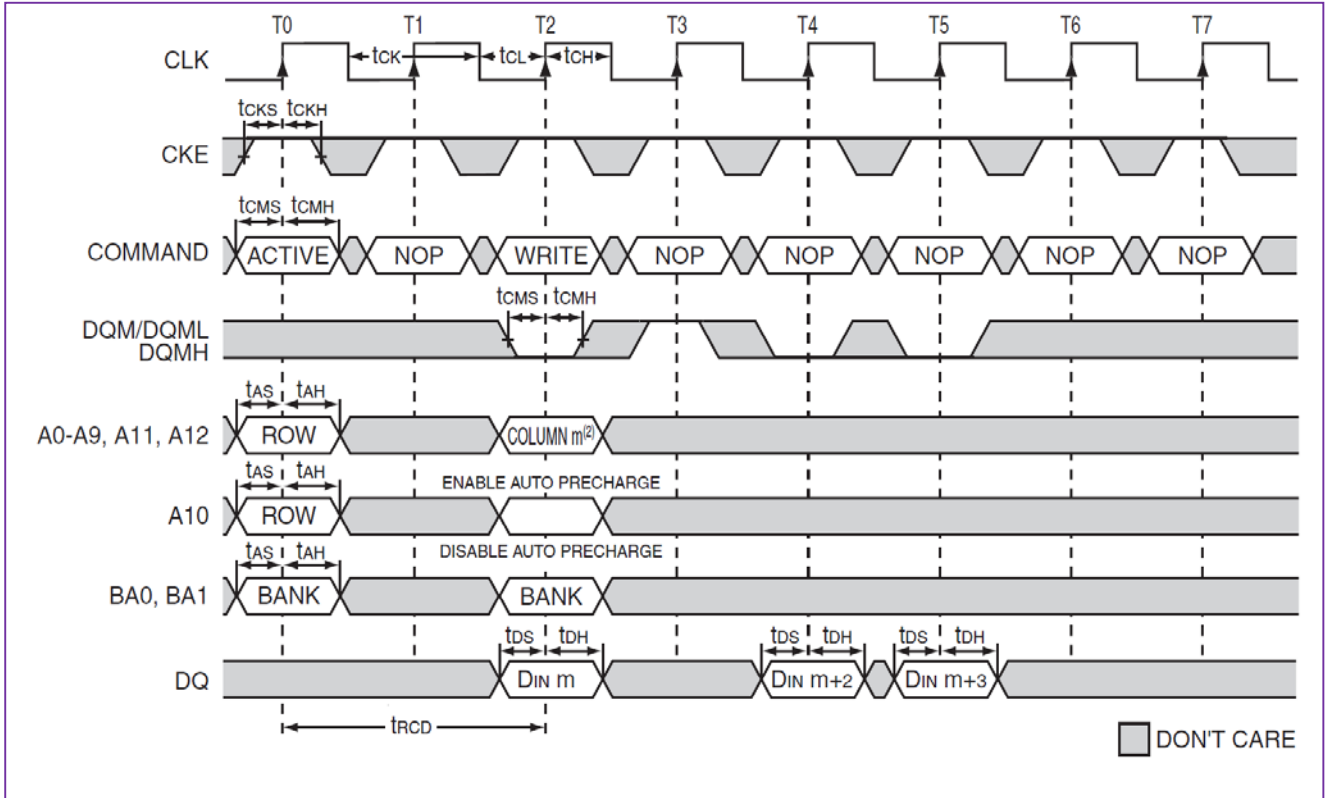 T0 T1 T2 T3 T4 T5 T6 T7
CLK tCK tCL tCH
tCKS tCKH
CKE
tCMS tCMH
COMMAND ACTIVE NOP WRITE NOP NOP NOP NOP NOP
tCMS tCMH
DQM/DQML
DQMH
tAS tAH
A0-A9, A11, A12 ROW COLUMN m(2)
tAS tAH ENABLE AUTO PRECHARGE
A10 ROW
tAS tAH DISABLE AUTO PRECHARGE
BA0, BA1 BANK BANK
tDS tDH tDS tDH tDS tDH
DQ DIN m DIN m+2 DIN m+3
tRCD
DON'T CARE